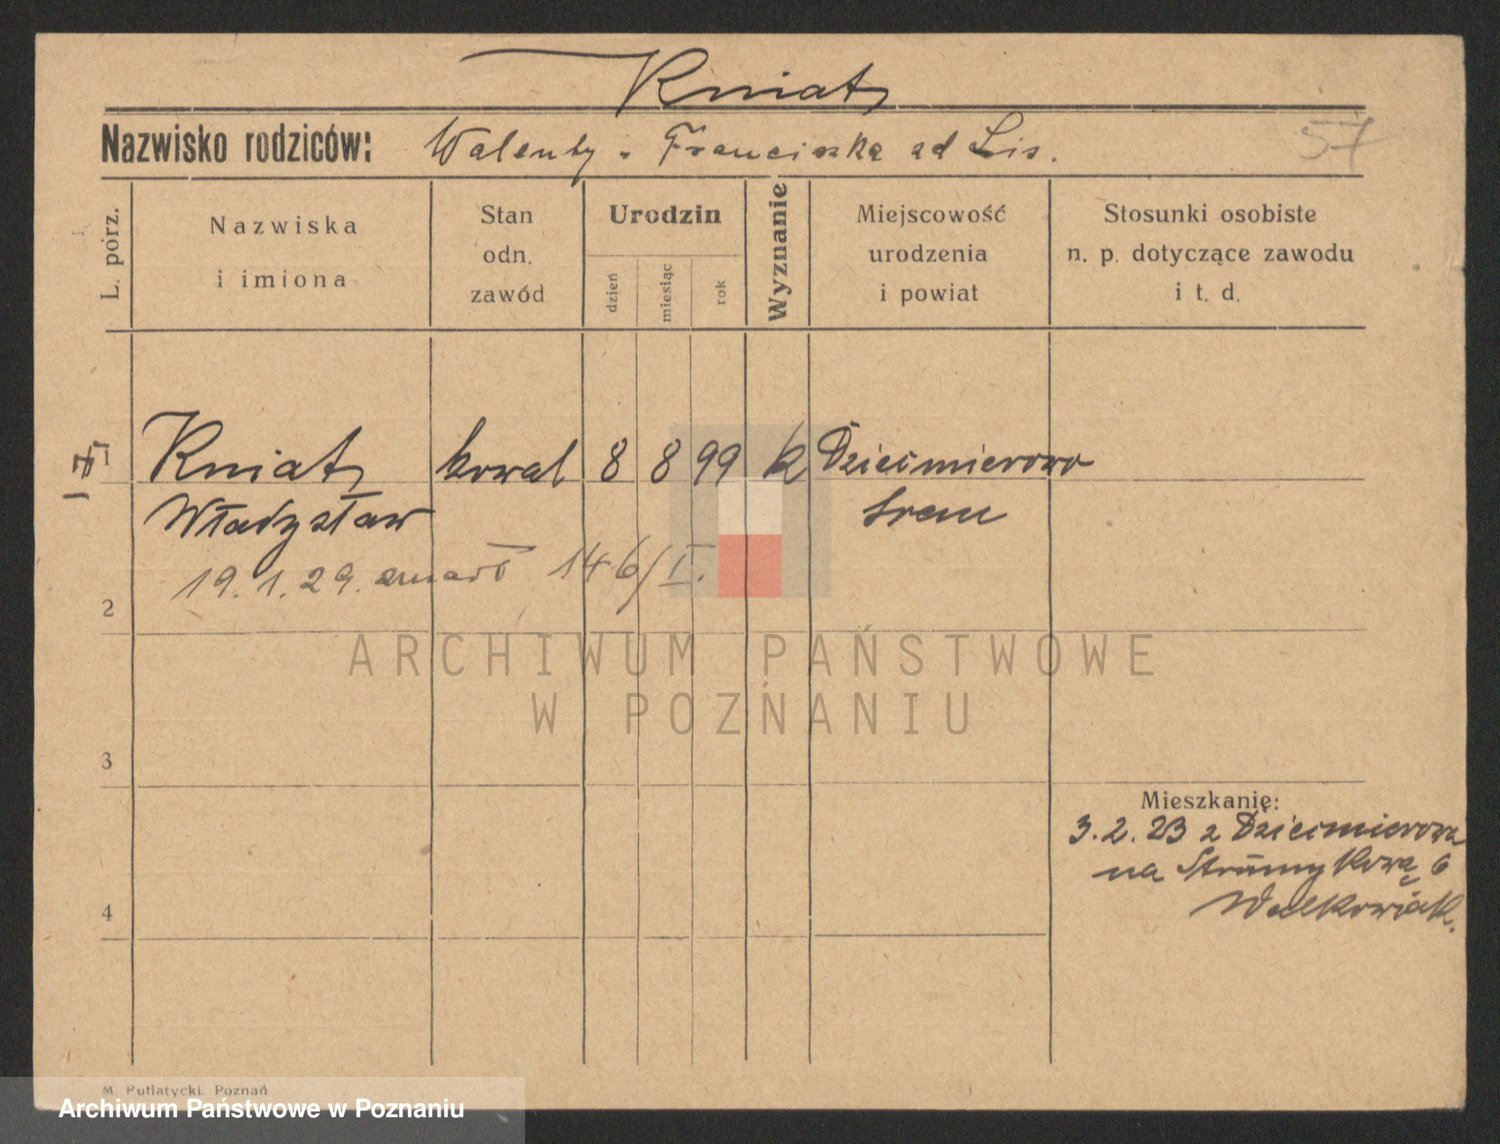 Kniat
Nazwisko rodziców: Walenty i Franciszka ad Lis.
57
L. porz.
Nazwiska
i imiona
Stan
odn.
zawód
Urodzin
dzień
miesiąc
rok
Wyznanie
Miejscowość
urodzenia
i powiat
Stosunki osobiste
n. p. dotyczące zawodu
i t. d.
1 Kniat kowal 8 8 99 k Dziećmierowo
Władysław Śrem
19.1.29. zmarł 146/I.
2
ARCHIWUM PAŃSTWOWE
W POZNANIU
3
Mieszkanie:
3.2.23 z Dziećmierowa
na Strumykową 6
4
M. Putiatycki. Poznań
Archiwum Państwowe w Poznaniu